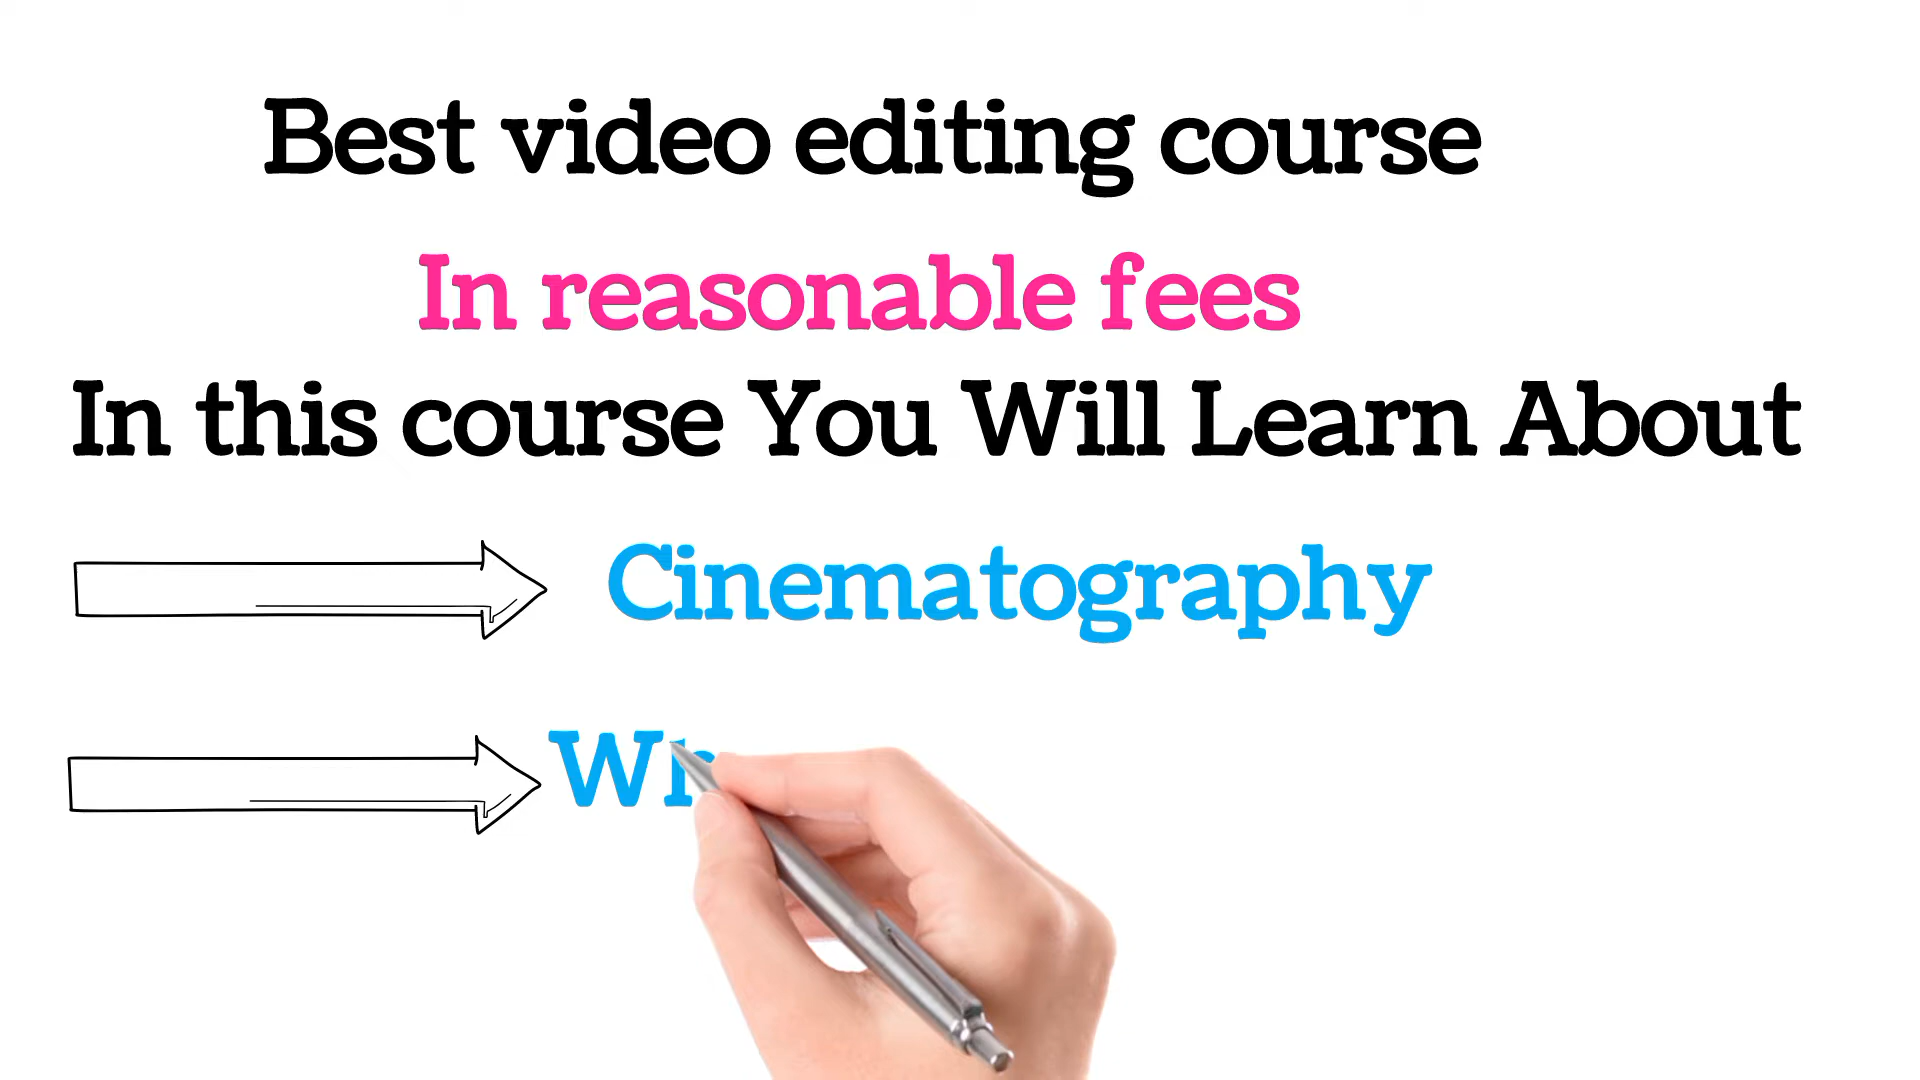 Best video editing course
In reasonable fees
In this course You Will Learn About
Cinematography